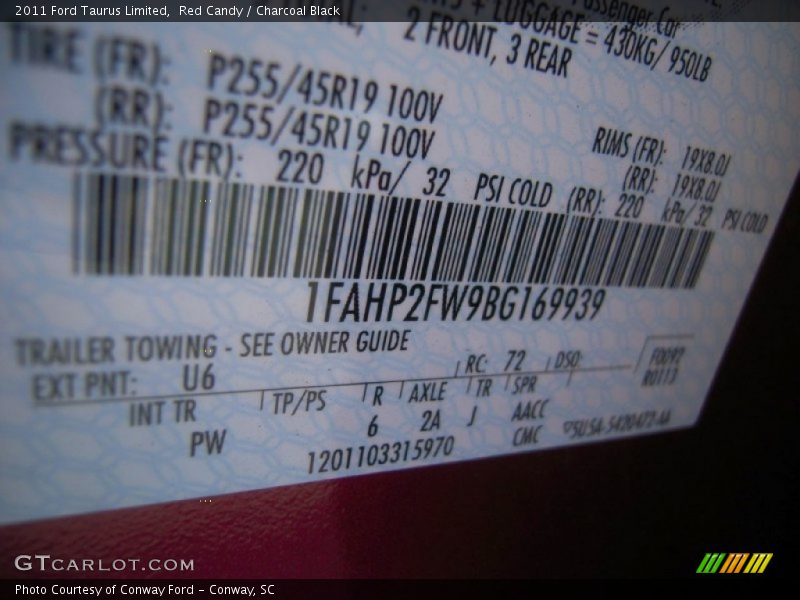 2011 Ford Taurus Limited, Red Candy / Charcoal Black
Passenger Car
+ LUGGAGE = 430KG/ 950LB
2 FRONT, 3 REAR
TIRE (FR): P255/45R19 100V RIMS (FR): 19X8.0J
(RR): P255/45R19 100V (RR): 19X8.0J
PRESSURE (FR): 220 kPa/ 32 PSI COLD (RR): 220 kPa/ 32 PSI COLD
1FAHP2FW9BG169939
TRAILER TOWING - SEE OWNER GUIDE
EXT PNT: U6 RC: 72 DSO:
INT TR TP/PS R AXLE TR SPR
PW 6 2A J AACC
1201103315970 CMC
GTCARLOT.COM
Photo Courtesy of Conway Ford – Conway, SC